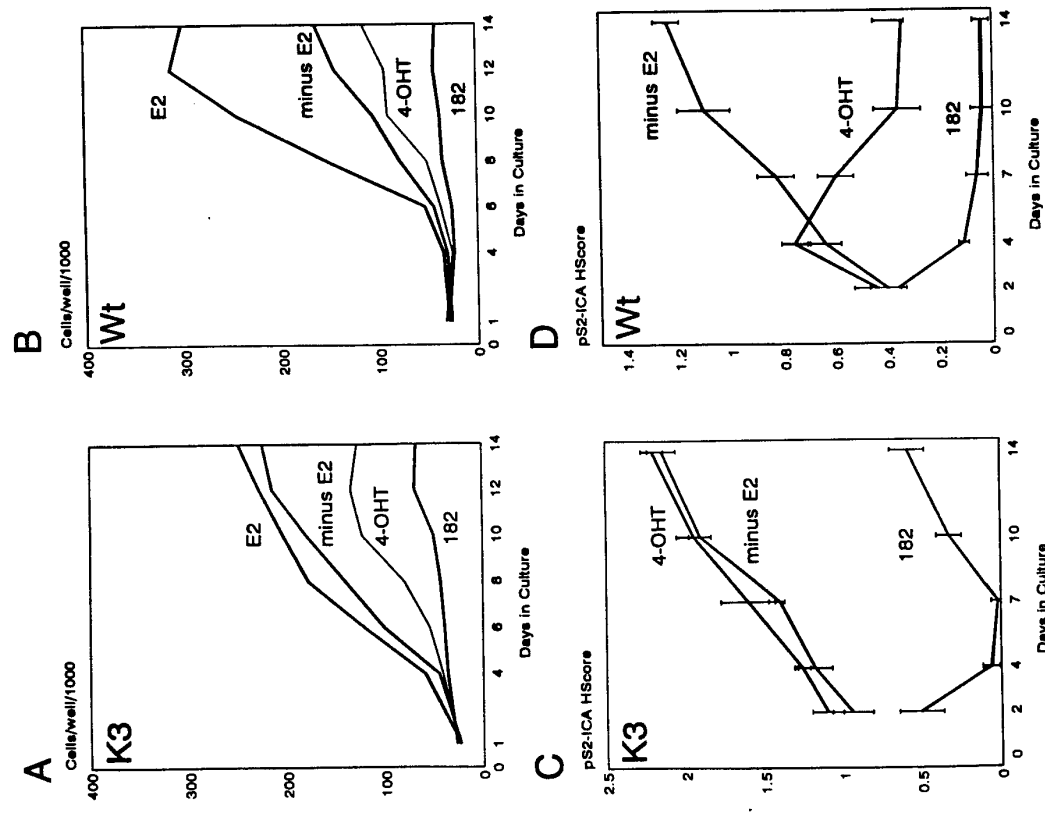 A
Cells/well/1000
K3
400
300
200
100
0
E2
minus E2
4-OHT
182
1
4
6
8
10
12
14
Days in Culture
B
Cells/well/1000
Wt
400
300
200
100
0
E2
minus E2
4-OHT
182
0
1
4
6
8
10
12
14
Days in Culture
C
pS2-ICA HScore
K3
2.5
2
1.5
1
0.5
0
4-OHT
minus E2
182
0
2
4
7
10
14
Days in Culture
D
pS2-ICA HScore
Wt
1.4
1.2
1
0.8
0.6
0.4
0.2
0
minus E2
4-OHT
182
0
2
4
7
10
14
Days in Culture